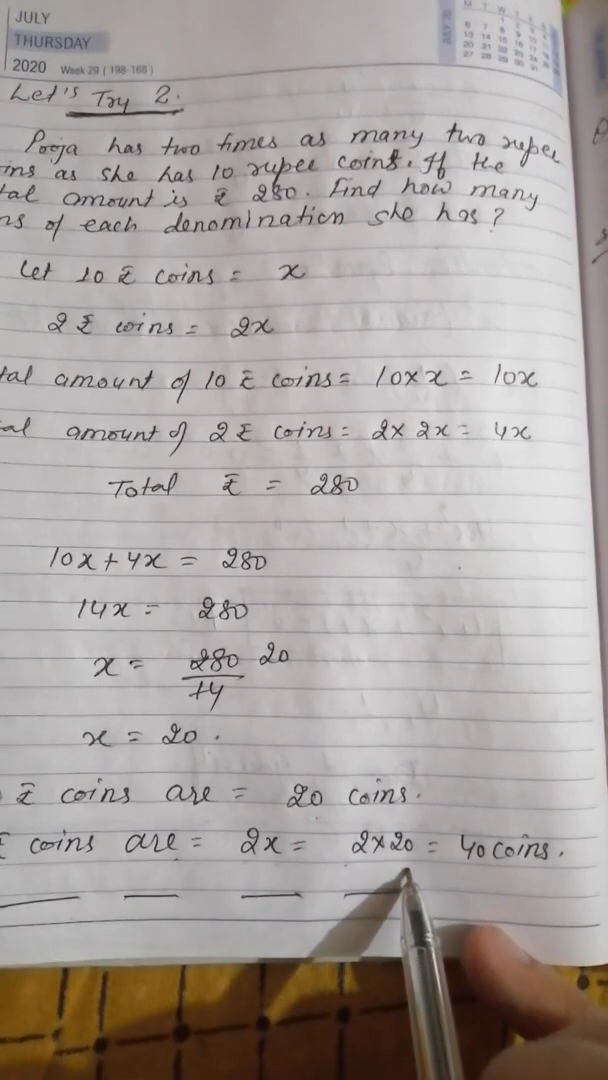 JULY
THURSDAY
2020 Week 29 (198-168)
Let's Try 2.
Pooja has two times as many two rupee
ins as she has 10 rupee coins. If the
tal amount is ₹ 280. Find how many
ns of each denomination she has?
Let 10 ₹ coins = x
2 ₹ coins = 2x
tal amount of 10 ₹ coins = 10×x = 10x
al amount of 2 ₹ coins = 2× 2x = 4x
Total ₹ = 280
10x+4x = 280
14x = 280
x = 280/14 20
x = 20.
₹ coins are = 20 coins.
₹ coins are = 2x = 2×20 = 40 coins.